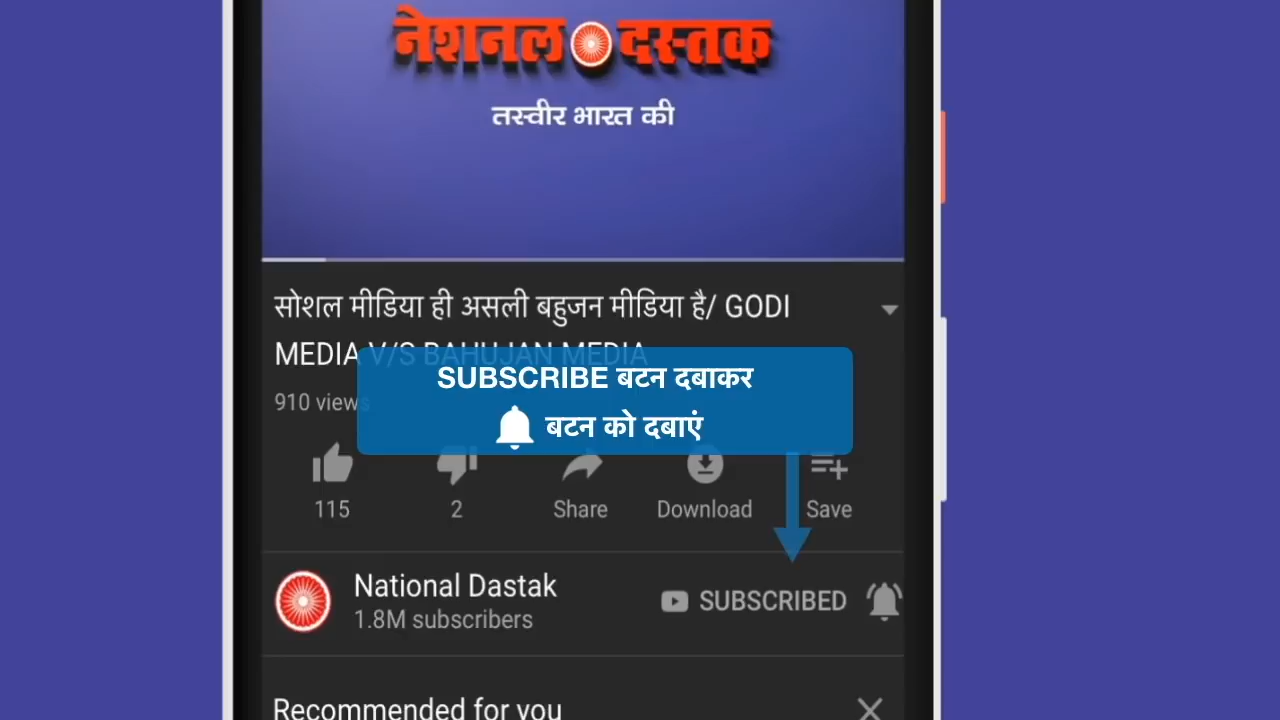 नेशनल दस्तक
तस्वीर भारत की
सोशल मीडिया ही असली बहुजन मीडिया है/ GODI
MEDIA V/S BAHUJAN MEDIA
SUBSCRIBE बटन दबाकर
910 views
बटन को दबाएं
115
2
Share
Download
Save
National Dastak
SUBSCRIBED
1.8M subscribers
Recommended for you